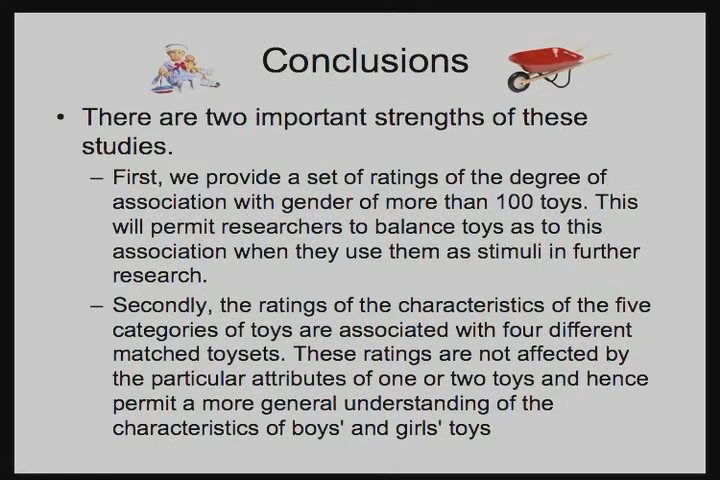 Conclusions
• There are two important strengths of these
studies.
– First, we provide a set of ratings of the degree of
association with gender of more than 100 toys. This
will permit researchers to balance toys as to this
association when they use them as stimuli in further
research.
– Secondly, the ratings of the characteristics of the five
categories of toys are associated with four different
matched toysets. These ratings are not affected by
the particular attributes of one or two toys and hence
permit a more general understanding of the
characteristics of boys' and girls' toys